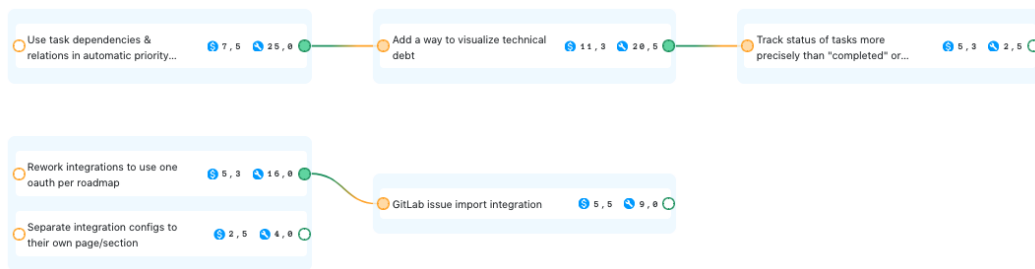 Use task dependencies &
relations in automatic priority...
7,5 25,0
Add a way to visualize technical
debt
11,3 20,5
Track status of tasks more
precisely than "completed" or...
5,3 2,5
Rework integrations to use one
oauth per roadmap
5,3 16,0
GitLab issue import integration
5,5 9,0
Separate integration configs to
their own page/section
2,5 4,0